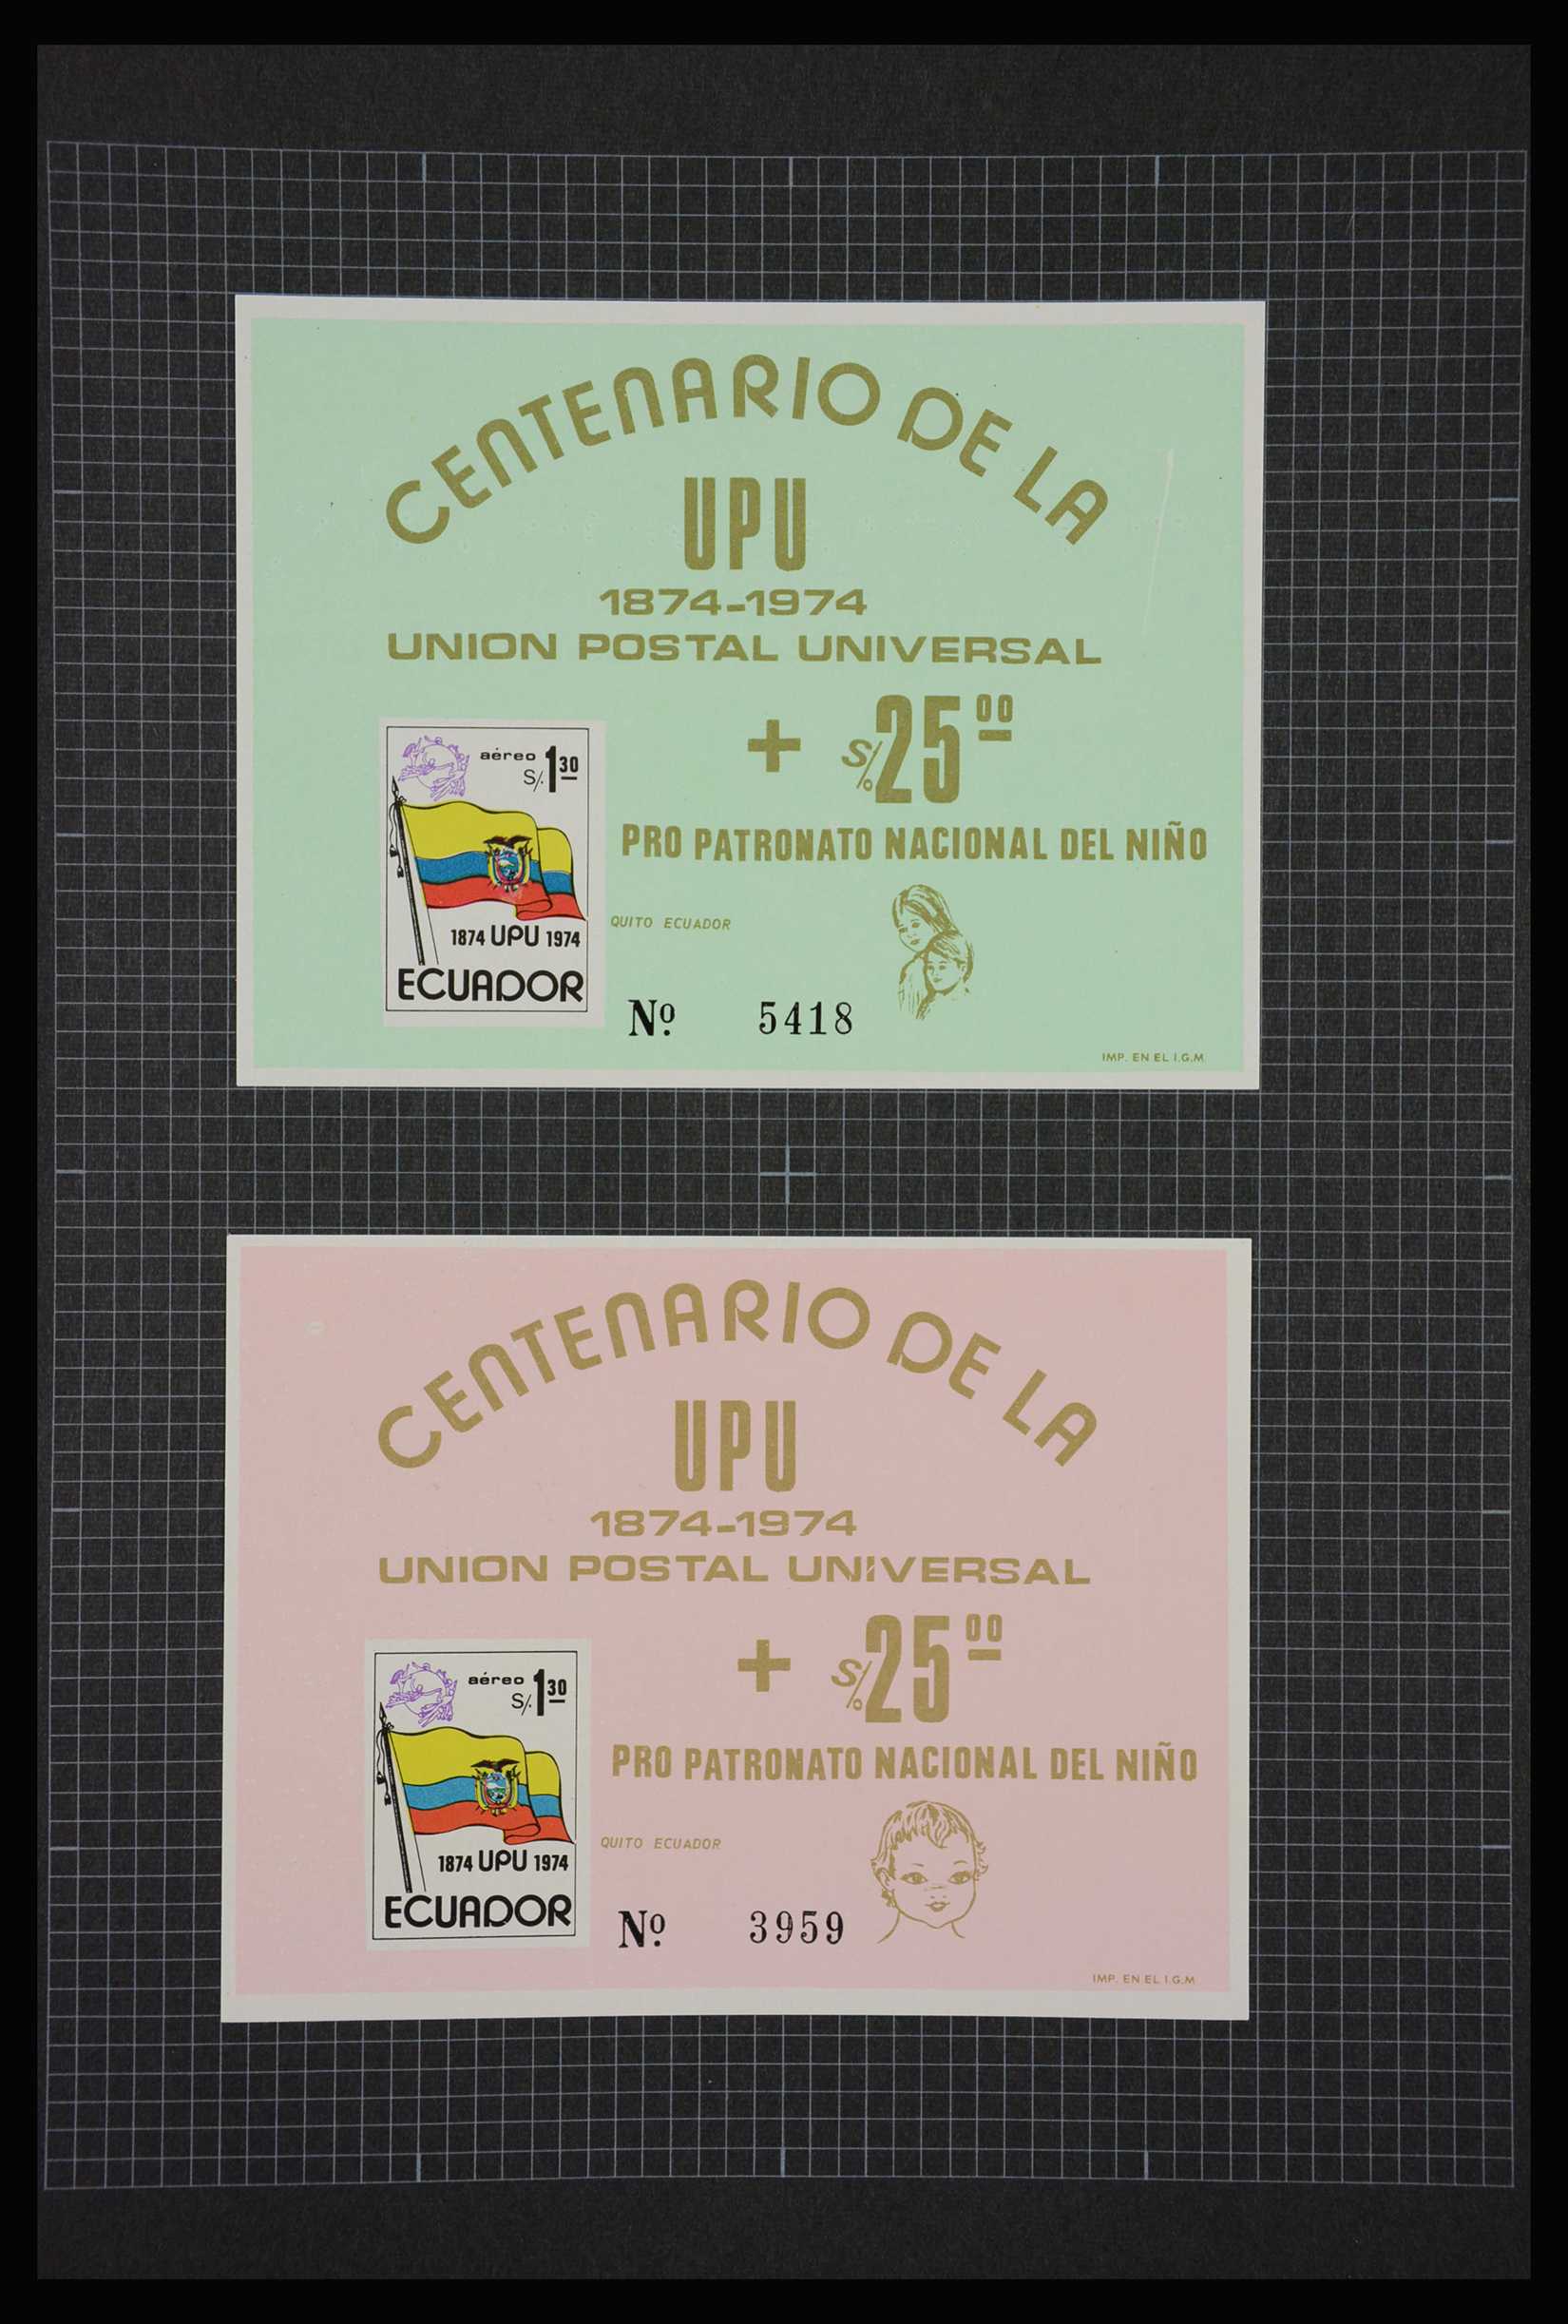 CENTENARIO DE LA
UPU
1874-1974
UNION POSTAL UNIVERSAL
+ S/. 25 00
aéreo
S/. 1 30
PRO PATRONATO NACIONAL DEL NIÑO
QUITO ECUADOR
1874 UPU 1974
ECUADOR
Nº. 5418
IMP. EN EL I.G.M.
CENTENARIO DE LA
UPU
1874-1974
UNION POSTAL UNIVERSAL
+ S/. 25 00
aéreo
S/. 1 30
PRO PATRONATO NACIONAL DEL NIÑO
QUITO ECUADOR
1874 UPU 1974
ECUADOR
Nº. 3959
IMP. EN EL I.G.M.